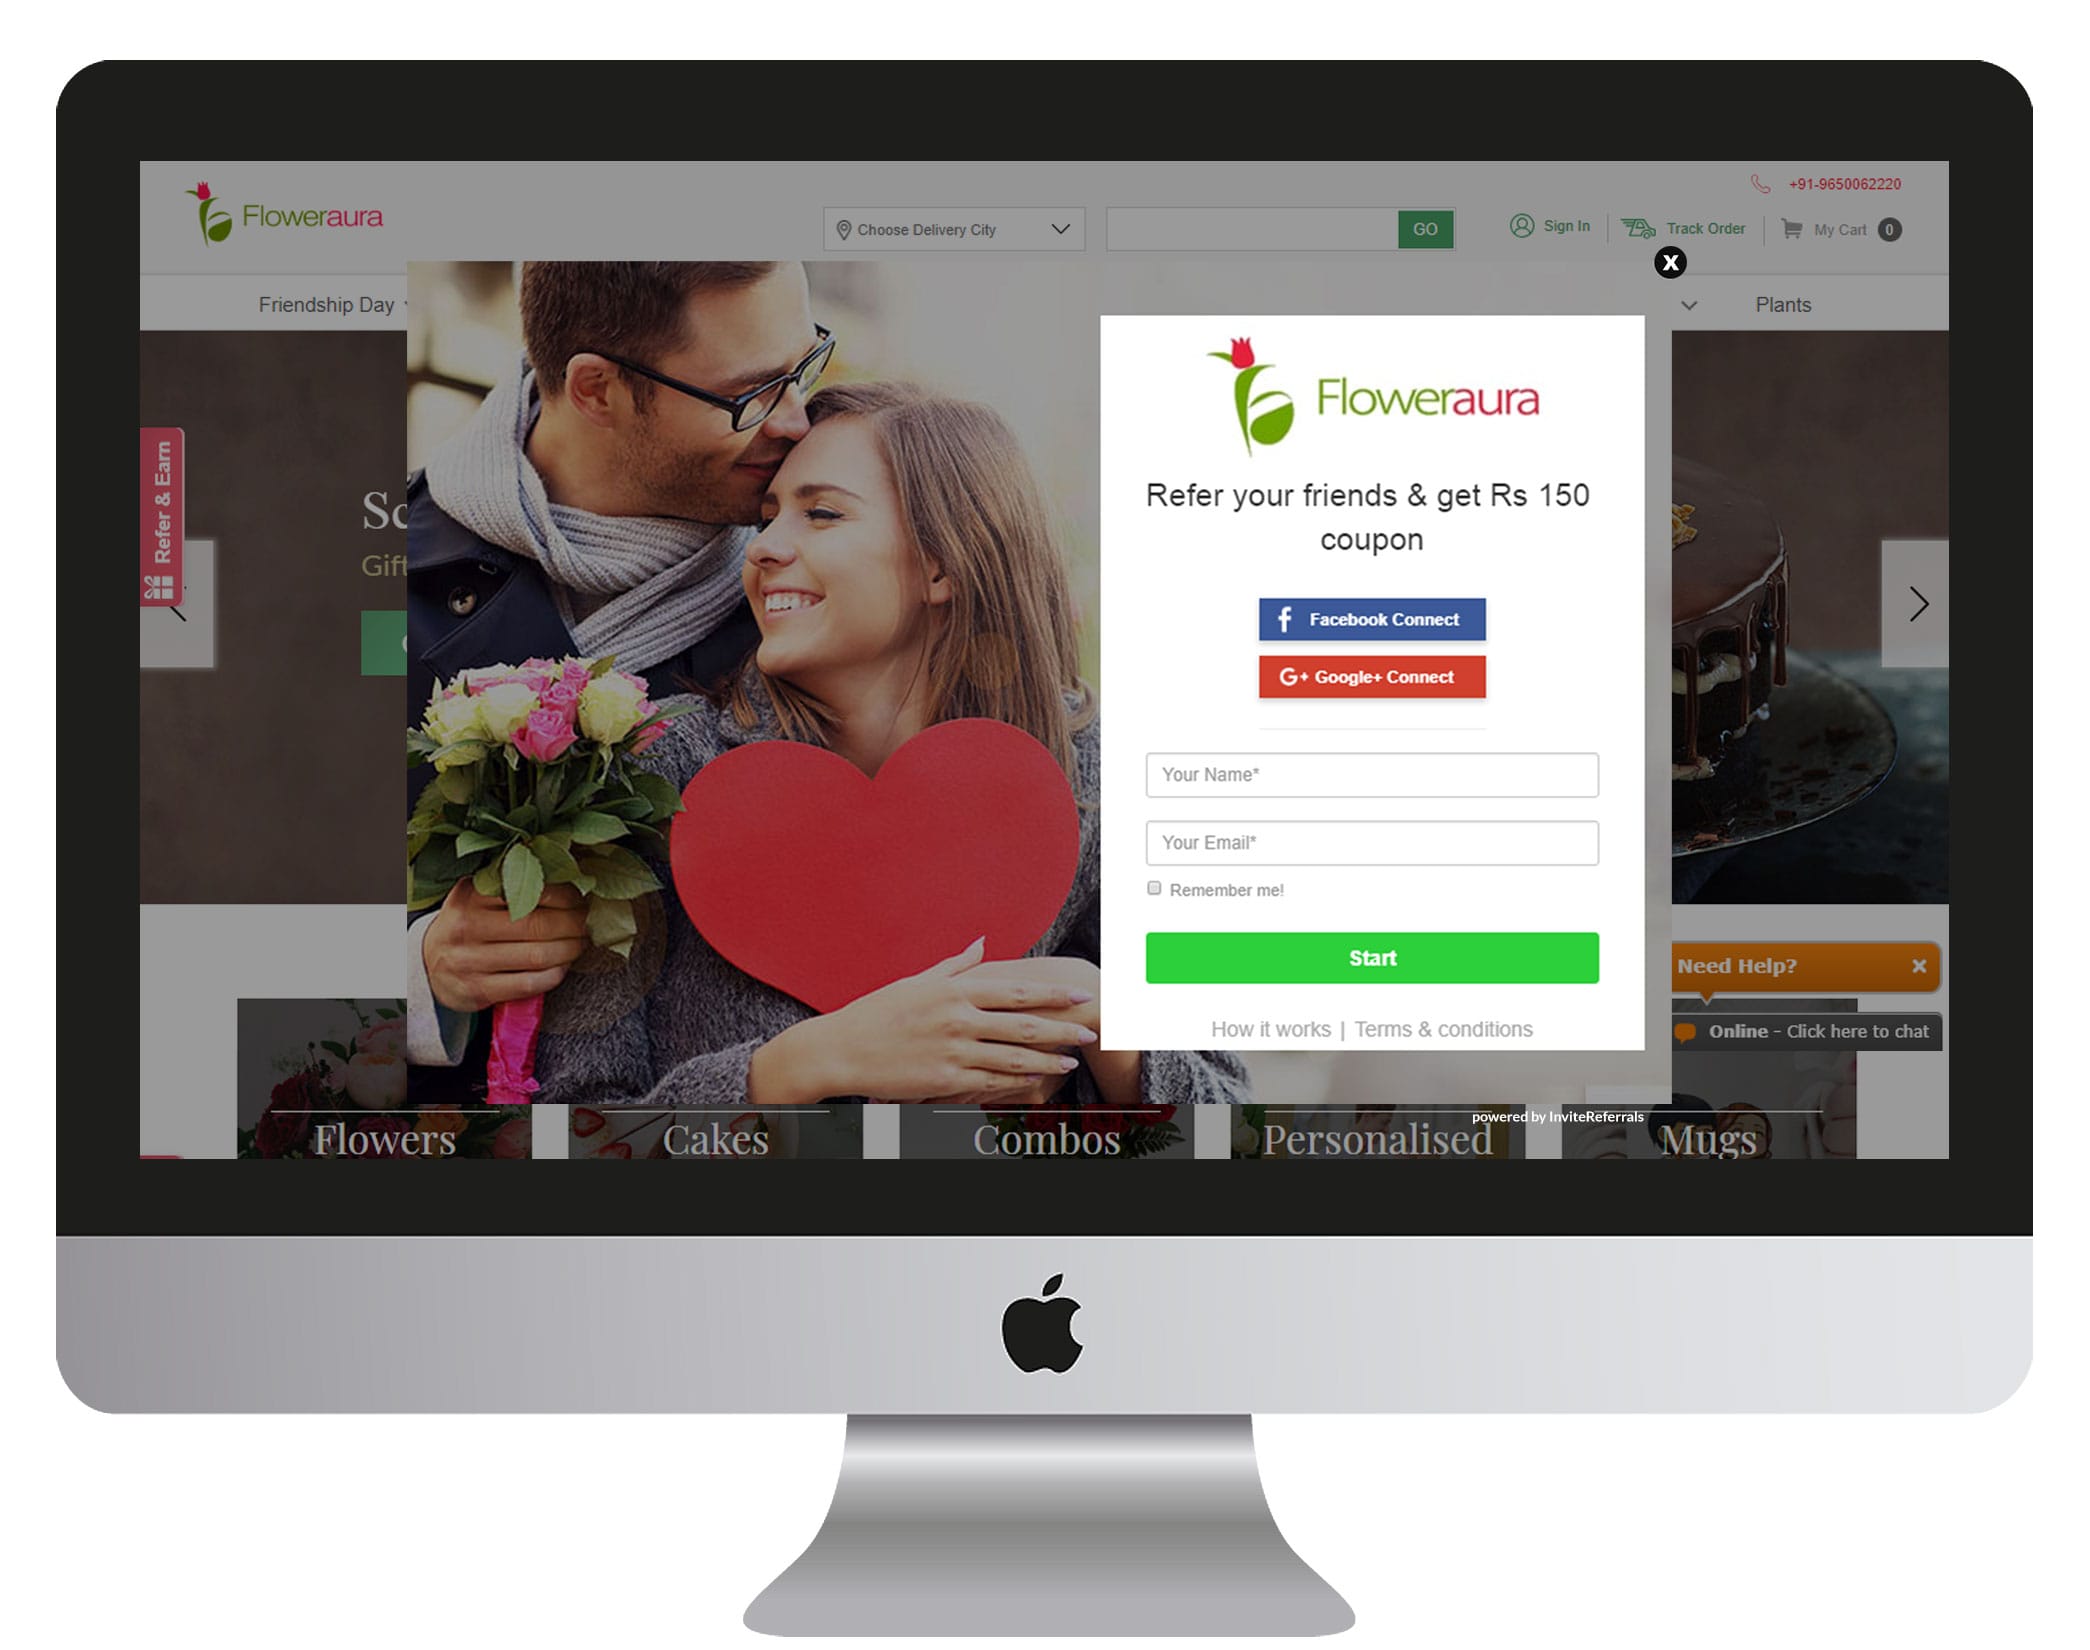 Floweraura
+91-9650062220
Choose Delivery City
GO
Sign In
Track Order
My Cart 0
X
Friendship Day
Plants
Refer & Earn
Floweraura
Refer your friends & get Rs 150
coupon
f Facebook Connect
G+ Google+ Connect
Your Name*
Your Email*
Remember me!
Start
How it works | Terms & conditions
Gift
Need Help? ×
Online - Click here to chat
powered by InviteReferrals
Flowers
Cakes
Combos
Personalised
Mugs